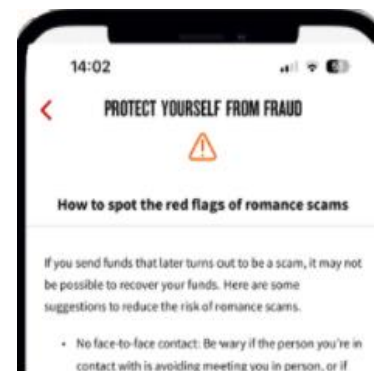 14:02
PROTECT YOURSELF FROM FRAUD
How to spot the red flags of romance scams
If you send funds that later turns out to be a scam, it may not
be possible to recover your funds. Here are some
suggestions to reduce the risk of romance scams.
• No face-to-face contact: Be wary if the person you're in
contact with is avoiding meeting you in person, or if